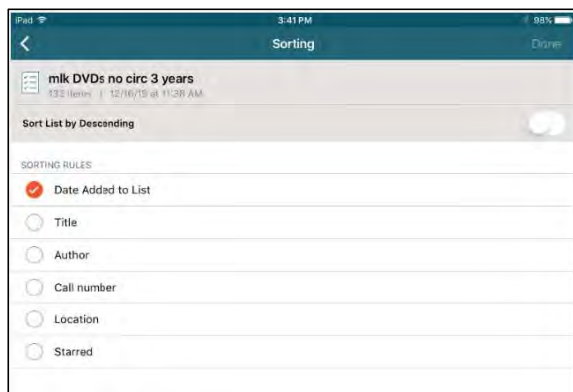 iPad 3:41 PM 98%
Sorting Done
mlk DVDs no circ 3 years
132 items | 12/16/19 at 11:38 AM
Sort List by Descending
SORTING RULES
Date Added to List
Title
Author
Call number
Location
Starred